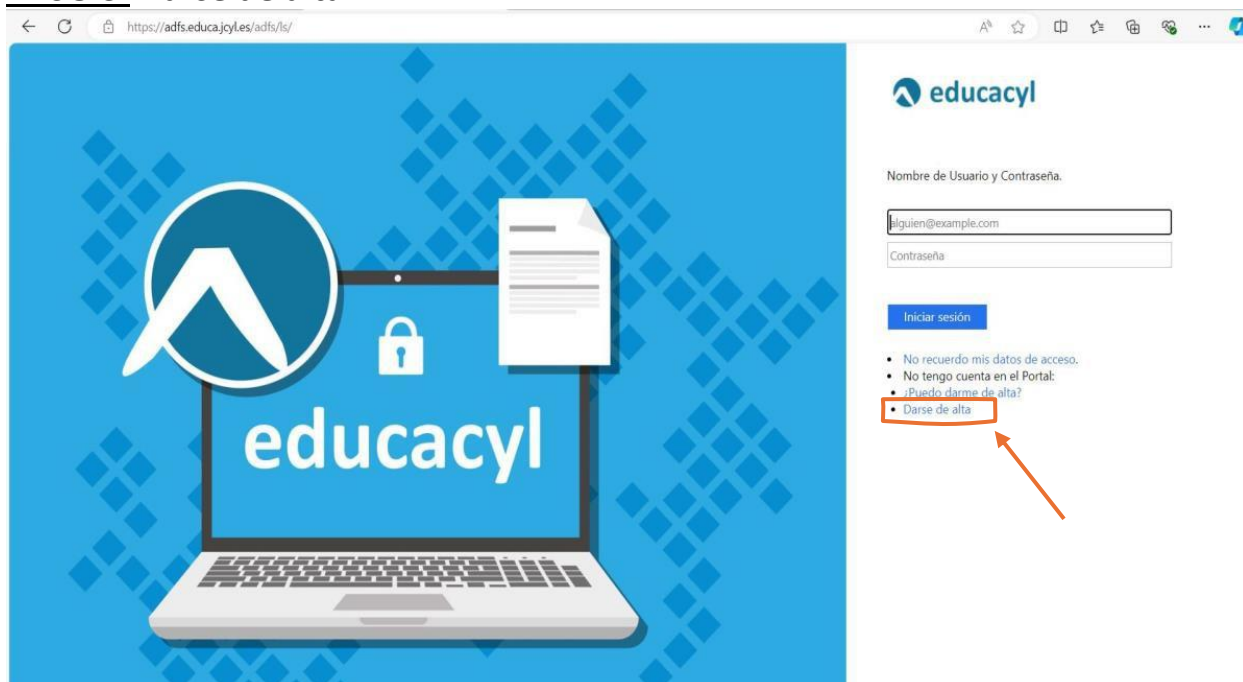 https://adfs.educa.jcyl.es/adfs/ls/
educacyl
Nombre de Usuario y Contraseña.
alguien@example.com
Contraseña
Iniciar sesión
• No recuerdo mis datos de acceso.
• No tengo cuenta en el Portal:
• ¿Puedo darme de alta?
• Darse de alta
educacyl